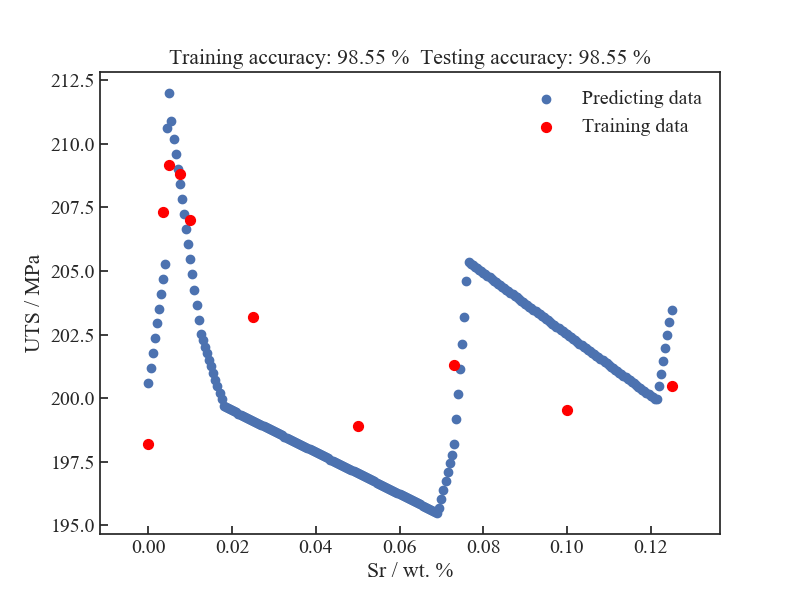 Training accuracy: 98.55 %  Testing accuracy: 98.55 %
212.5
210.0
207.5
205.0
202.5
200.0
197.5
195.0
UTS / MPa
Predicting data
Training data
0.00 0.02 0.04 0.06 0.08 0.10 0.12
Sr / wt. %